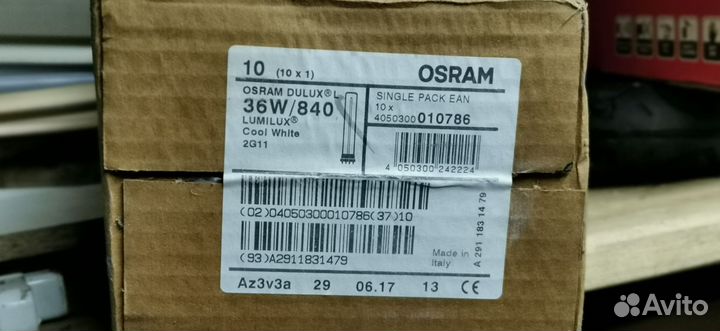 10 (10 x 1)
OSRAM
OSRAM DULUX® L
36W/840
LUMILUX®
Cool White
2G11
SINGLE PACK EAN
10 x
4050300 010786
4 050300 242224
(02)04050300010786(37)10
(93)A2911831479
Made in
Italy
A 291 183 14 79
Az3v3a 29 06.17 13 CE
Avito